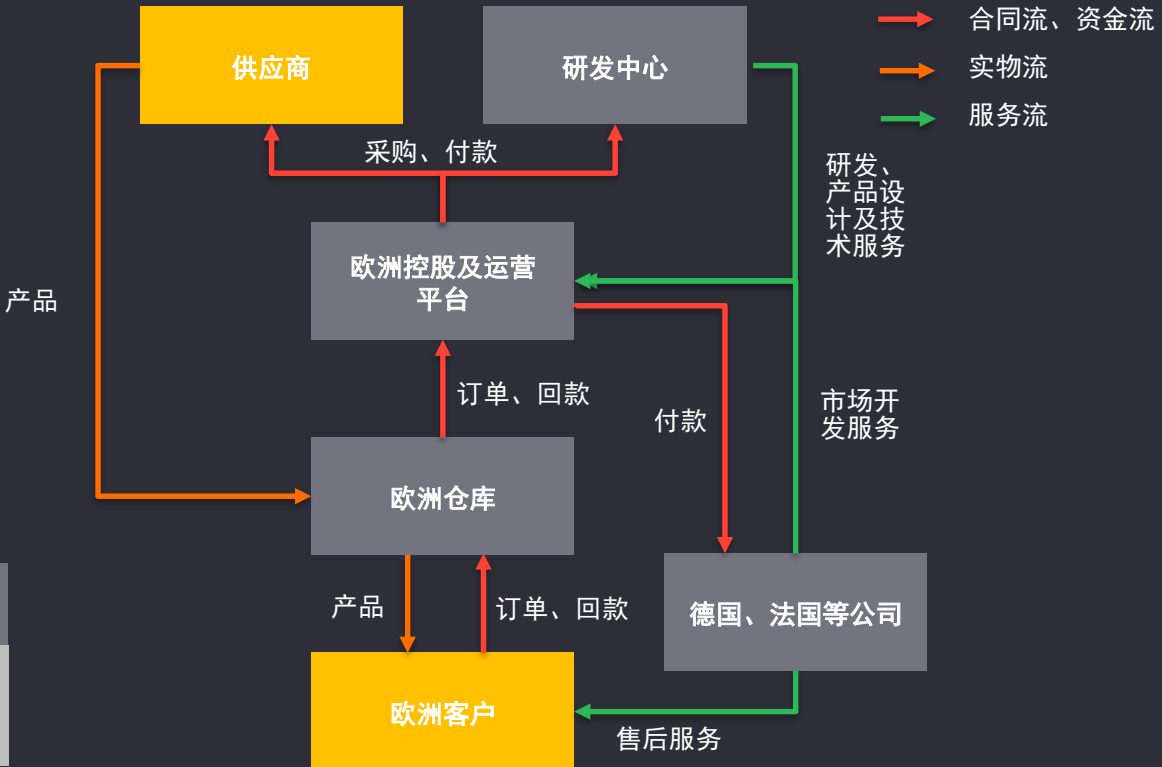 供应商
研发中心
合同流、资金流
实物流
服务流
采购、付款
研发、
产品设
计及技
术服务
欧洲控股及运营
平台
产品
订单、回款
付款
市场开
发服务
欧洲仓库
产品
订单、回款
德国、法国等公司
欧洲客户
售后服务